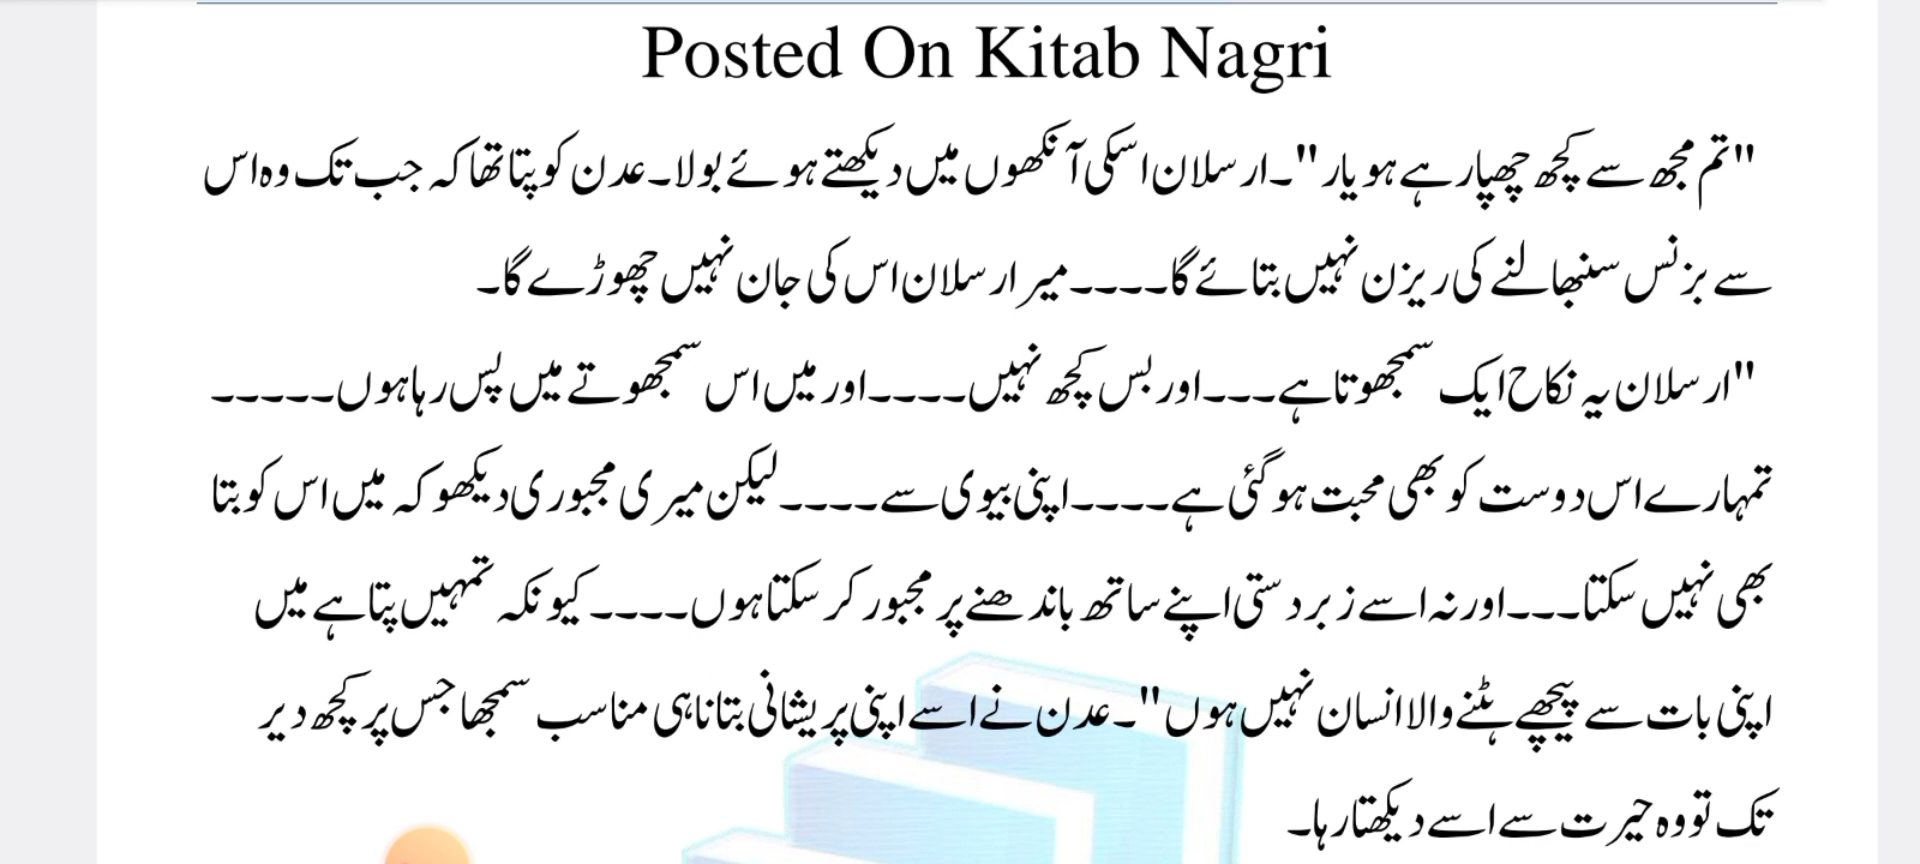 Posted On Kitab Nagri
"تم مجھ سے کچھ چھپا رہے ہو یار"۔ارسلان اسکی آنکھوں میں دیکھتے ہوئے بولا۔عدن کو پتا تھا کہ جب تک وہ اس
سے بزنس سنبھالنے کی ریزن نہیں بتائے گا۔۔۔۔میر ارسلان اس کی جان نہیں چھوڑے گا۔
"ارسلان یہ نکاح ایک سمجھوتا ہے۔۔۔اور بس کچھ نہیں۔۔۔۔اور میں اس سمجھوتے میں پس رہا ہوں۔۔۔۔۔
تمہارے اس دوست کو بھی محبت ہو گئی ہے۔۔۔۔اپنی بیوی سے۔۔۔۔لیکن میری مجبوری دیکھو کہ میں اس کو بتا
بھی نہیں سکتا۔۔۔اور نہ اسے زبردستی اپنے ساتھ باندھنے پر مجبور کر سکتا ہوں۔۔۔۔کیونکہ تمہیں پتا ہے میں
اپنی بات سے پیچھے ہٹنے والا انسان نہیں ہوں"۔عدن نے اسے اپنی پریشانی بتانا ہی مناسب سمجھا جس پر کچھ دیر
تک تو وہ حیرت سے اسے دیکھتا رہا۔